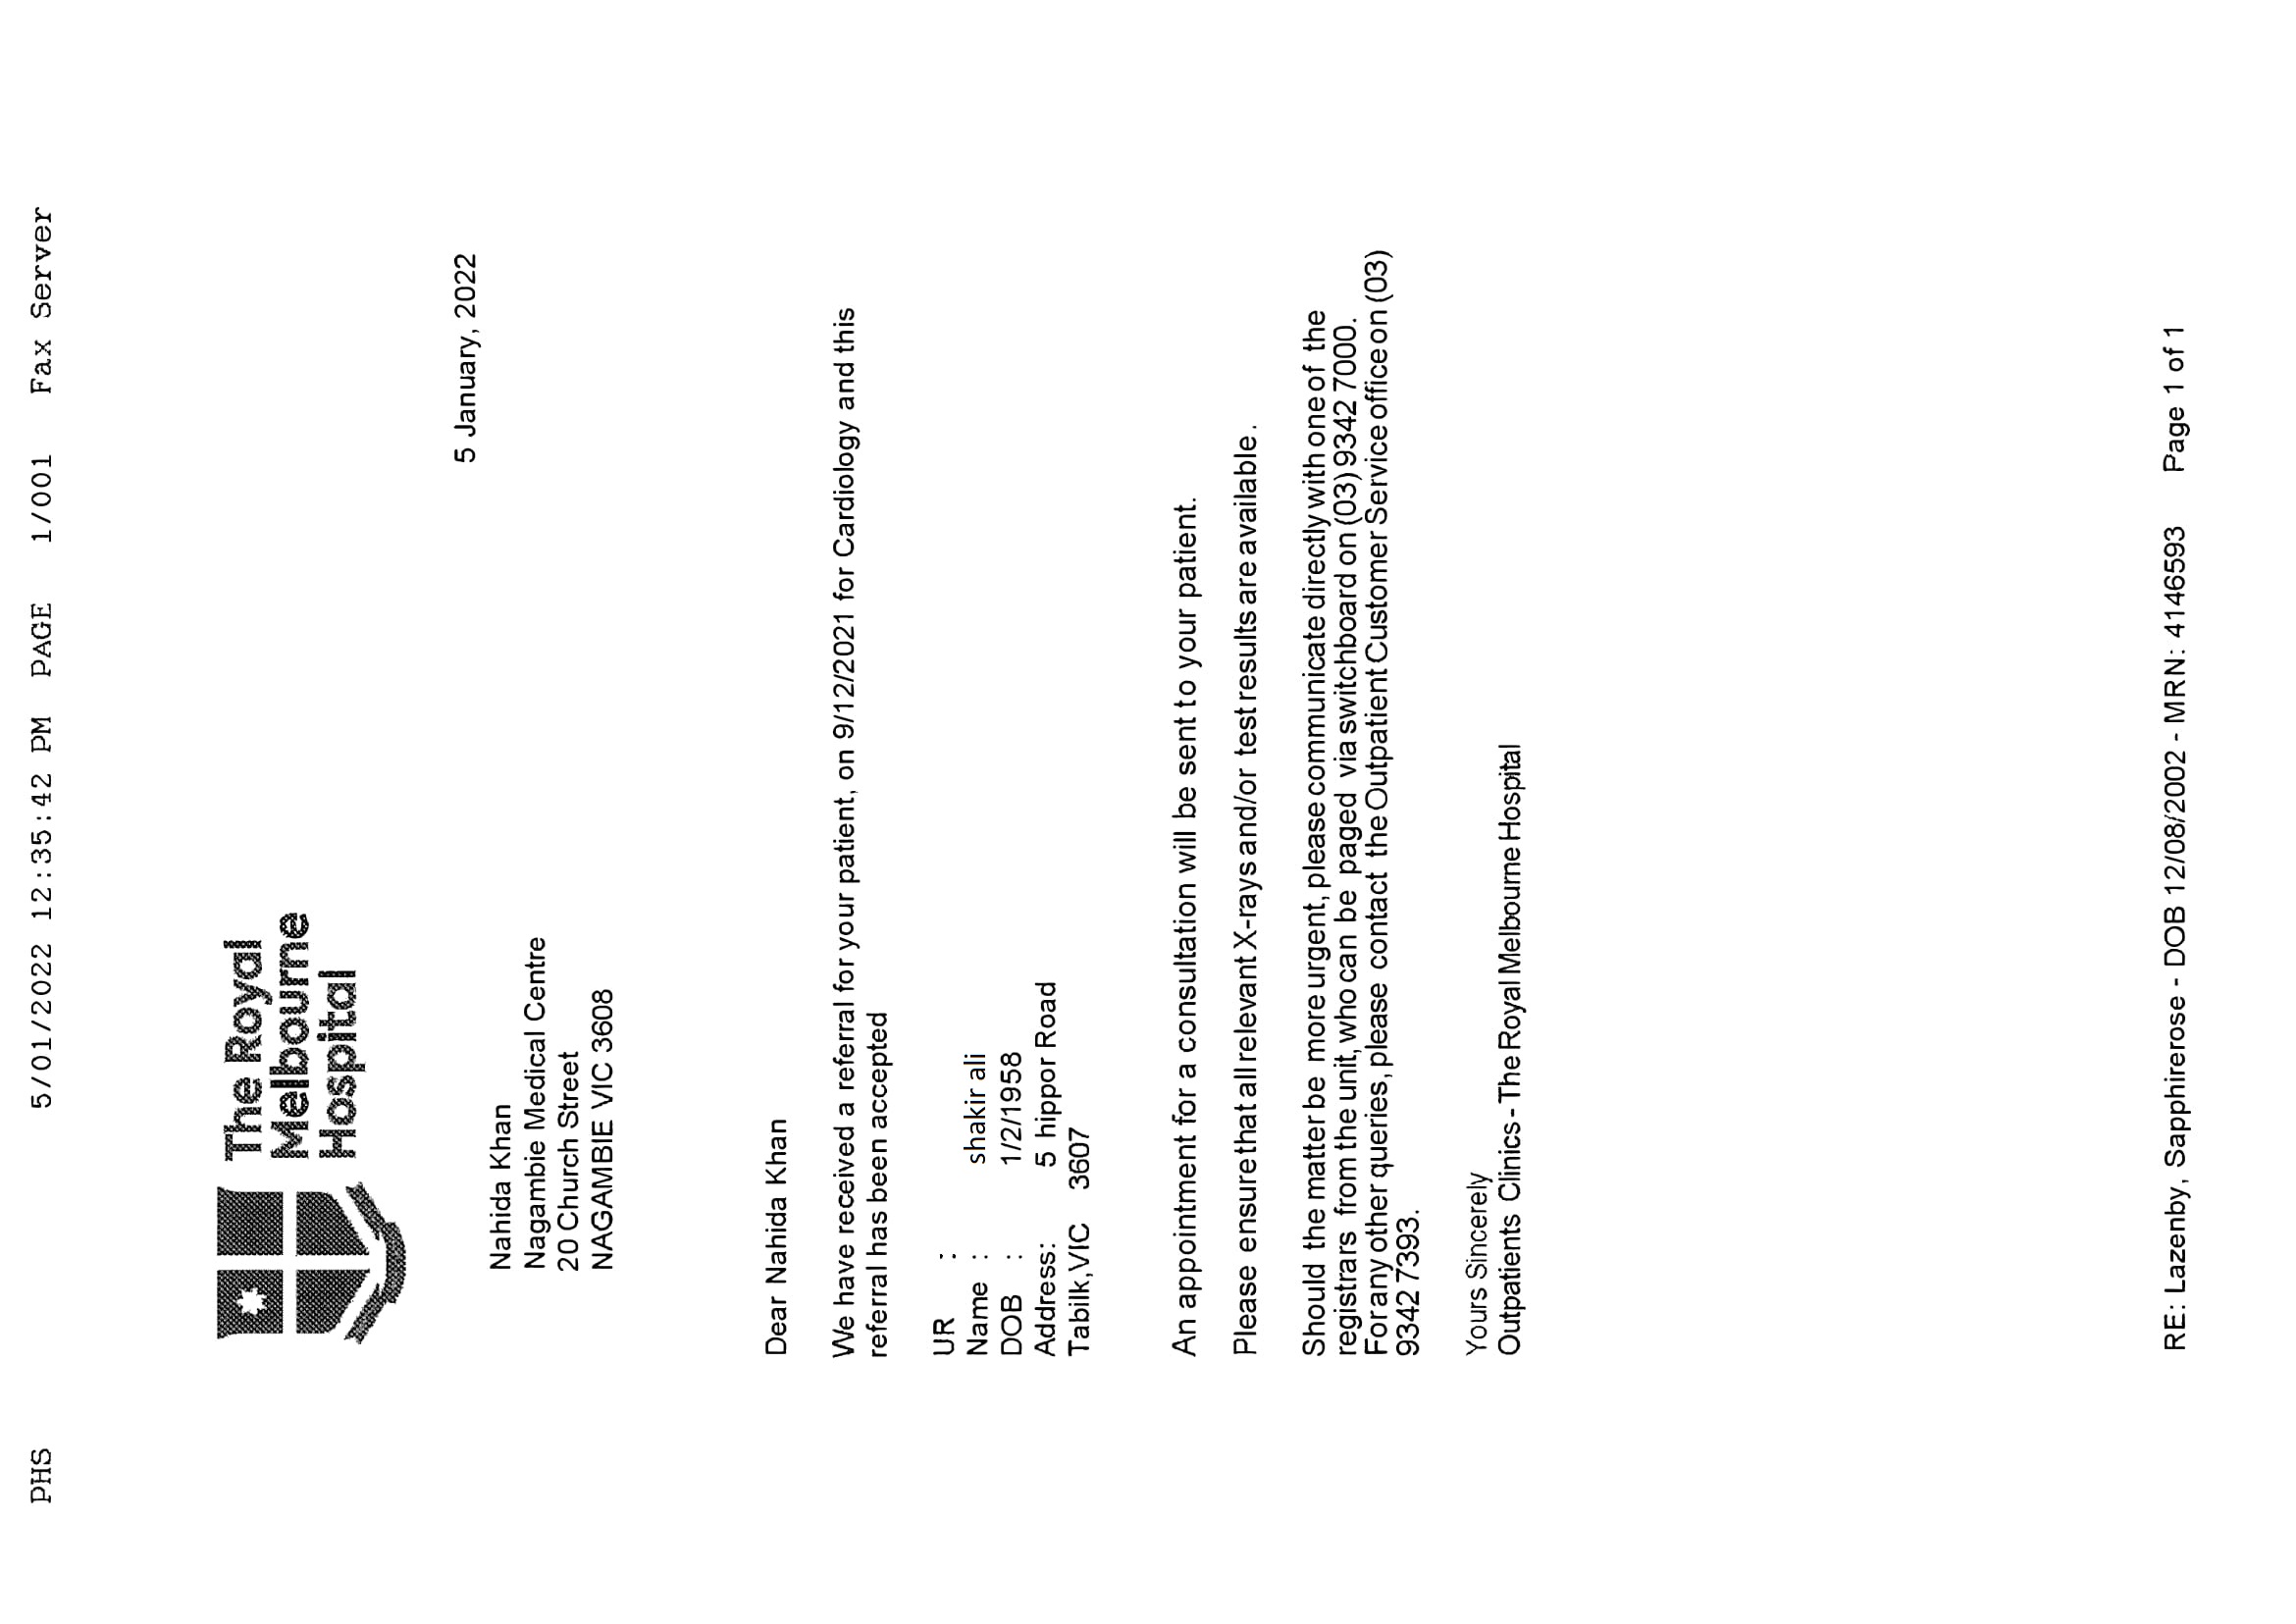 PHS 5/01/2022 12:35:42 PM PAGE 1/001 Fax Server
The Royal
Melbourne
Hospital
5 January, 2022
Nahida Khan
Nagambie Medical Centre
20 Church Street
NAGAMBIE VIC 3608
Dear Nahida Khan
We have received a referral for your patient, on 9/12/2021 for Cardiology and this
referral has been accepted
UR :
Name : shakir ali
DOB : 1/2/1958
Address: 5 hippor Road
Tabilk,VIC 3607
An appointment for a consultation will be sent to your patient.
Please ensure that all relevant X-rays and/or test results are available.
Should the matter be more urgent, please communicate directly with one of the
registrars from the unit, who can be paged via switchboard on (03) 9342 7000.
For any other queries, please contact the Outpatient Customer Service office on (03)
9342 7393.
Yours Sincerely
Outpatients Clinics - The Royal Melbourne Hospital
RE: Lazenby, Sapphirerose - DOB 12/08/2002 - MRN: 4146593 Page 1 of 1